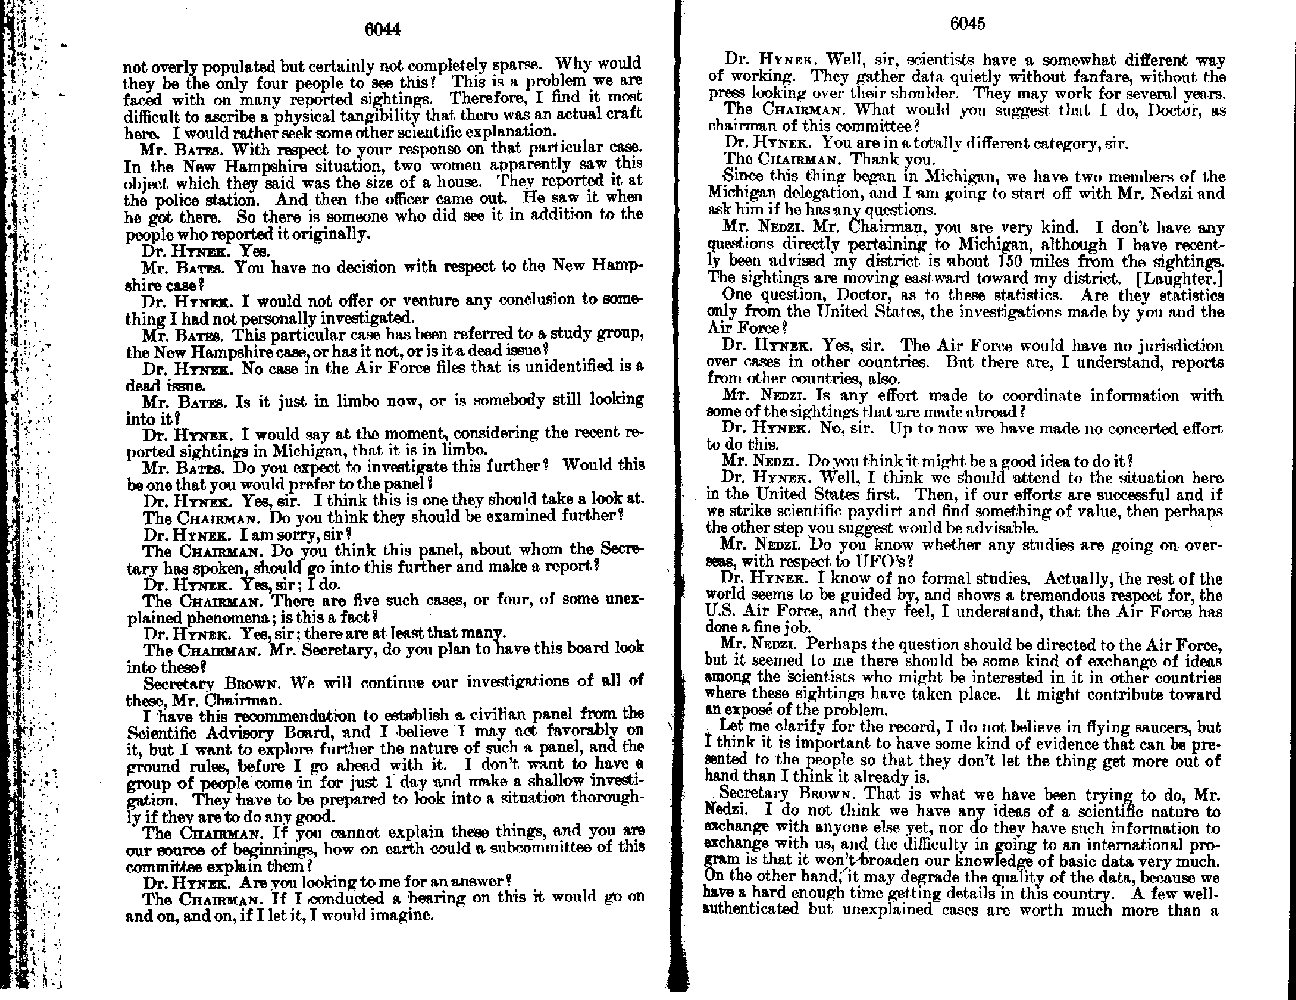 6044
not overly populated but certainly not completely sparse. Why would
they be the only four people to see this? This is a problem we are
faced with on many reported sightings. Therefore, I find it most
difficult to ascribe a physical tangibility that there was an actual craft
here. I would rather seek some other scientific explanation.
Mr. BATES. With respect to your response on that particular case.
In the New Hampshire situation, two women apparently saw this
object which they said was the size of a house. They reported it at
the police station. And then the officer came out. He saw it when
he got there. So there is someone who did see it in addition to the
people who reported it originally.
Dr. HYNEK. Yes.
Mr. BATES. You have no decision with respect to the New Hamp-
shire case?
Dr. HYNEK. I would not offer or venture any conclusion to some-
thing I had not personally investigated.
Mr. BATES. This particular case has been referred to a study group,
the New Hampshire case, or has it not, or is it a dead issue?
Dr. HYNEK. No case in the Air Force files that is unidentified is a
dead issue.
Mr. BATES. Is it just in limbo now, or is somebody still looking
into it?
Dr. HYNEK. I would say at the moment, considering the recent re-
ported sightings in Michigan, that it is in limbo.
Mr. BATES. Do you expect to investigate this further? Would this
be one that you would prefer to the panel?
Dr. HYNEK. Yes, sir. I think this is one they should take a look at.
The CHAIRMAN. Do you think they should be examined further?
Dr. HYNEK. I am sorry, sir?
The CHAIRMAN. Do you think this panel, about whom the Secre-
tary has spoken, should go into this further and make a report?
Dr. HYNEK. Yes, sir; I do.
The CHAIRMAN. There are five such cases, or four, of some unex-
plained phenomena; is this a fact?
Dr. HYNEK. Yes, sir; there are at least that many.
The CHAIRMAN. Mr. Secretary, do you plan to have this board look
into these?
Secretary BROWN. We will continue our investigations of all of
these, Mr. Chairman.
I have this recommendation to establish a civilian panel from the
Scientific Advisory Board, and I believe I may act favorably on
it, but I want to explore further the nature of such a panel, and the
ground rules, before I go ahead with it. I don't want to have a
group of people come in for just 1 day and make a shallow investi-
gation. They have to be prepared to look into a situation thorough-
ly if they are to do any good.
The CHAIRMAN. If you cannot explain these things, and you are
our source of beginnings, how on earth could a subcommittee of this
committee explain them?
Dr. HYNEK. Are you looking to me for an answer?
The CHAIRMAN. If I conducted a hearing on this it would go on
and on, and on, if I let it, I would imagine.
6045
Dr. HYNEK. Well, sir, scientists have a somewhat different way
of working. They gather data quietly without fanfare, without the
press looking over their shoulder. They may work for several years.
The CHAIRMAN. What would you suggest that I do, Doctor, as
chairman of this committee?
Dr. HYNEK. You are in a totally different category, sir.
The CHAIRMAN. Thank you.
Since this thing began in Michigan, we have two members of the
Michigan delegation, and I am going to start off with Mr. Nedzi and
ask him if he has any questions.
Mr. NEDZI. Mr. Chairman, you are very kind. I don't have any
questions directly pertaining to Michigan, although I have recent-
ly been advised my district is about 150 miles from the sightings.
The sightings are moving eastward toward my district. [Laughter.]
One question, Doctor, as to these statistics. Are they statistics
only from the United States, the investigations made by you and the
Air Force?
Dr. HYNEK. Yes, sir. The Air Force would have no jurisdiction
over cases in other countries. But there are, I understand, reports
from other countries, also.
Mr. NEDZI. Is any effort made to coordinate information with
some of the sightings that are made abroad?
Dr. HYNEK. No, sir. Up to now we have made no concerted effort
to do this.
Mr. NEDZI. Do you think it might be a good idea to do it?
Dr. HYNEK. Well, I think we should attend to the situation here
in the United States first. Then, if our efforts are successful and if
we strike scientific paydirt and find something of value, then perhaps
the other step you suggest would be advisable.
Mr. NEDZI. Do you know whether any studies are going on over-
seas, with respect to UFO's?
Dr. HYNEK. I know of no formal studies. Actually, the rest of the
world seems to be guided by, and shows a tremendous respect for, the
U.S. Air Force, and they feel, I understand, that the Air Force has
done a fine job.
Mr. NEDZI. Perhaps the question should be directed to the Air Force,
but it seemed to me there should be some kind of exchange of ideas
among the scientists who might be interested in it in other countries
where these sightings have taken place. It might contribute toward
an exposé of the problem.
Let me clarify for the record, I do not believe in flying saucers, but
I think it is important to have some kind of evidence that can be pre-
sented to the people so that they don't let the thing get more out of
hand than I think it already is.
Secretary BROWN. That is what we have been trying to do, Mr.
Nedzi. I do not think we have any ideas of a scientific nature to
exchange with anyone else yet, nor do they have such information to
exchange with us, and the difficulty in going to an international pro-
gram is that it won't broaden our knowledge of basic data very much.
On the other hand, it may degrade the quality of the data, because we
have a hard enough time getting details in this country. A few well-
authenticated but unexplained cases are worth much more than a